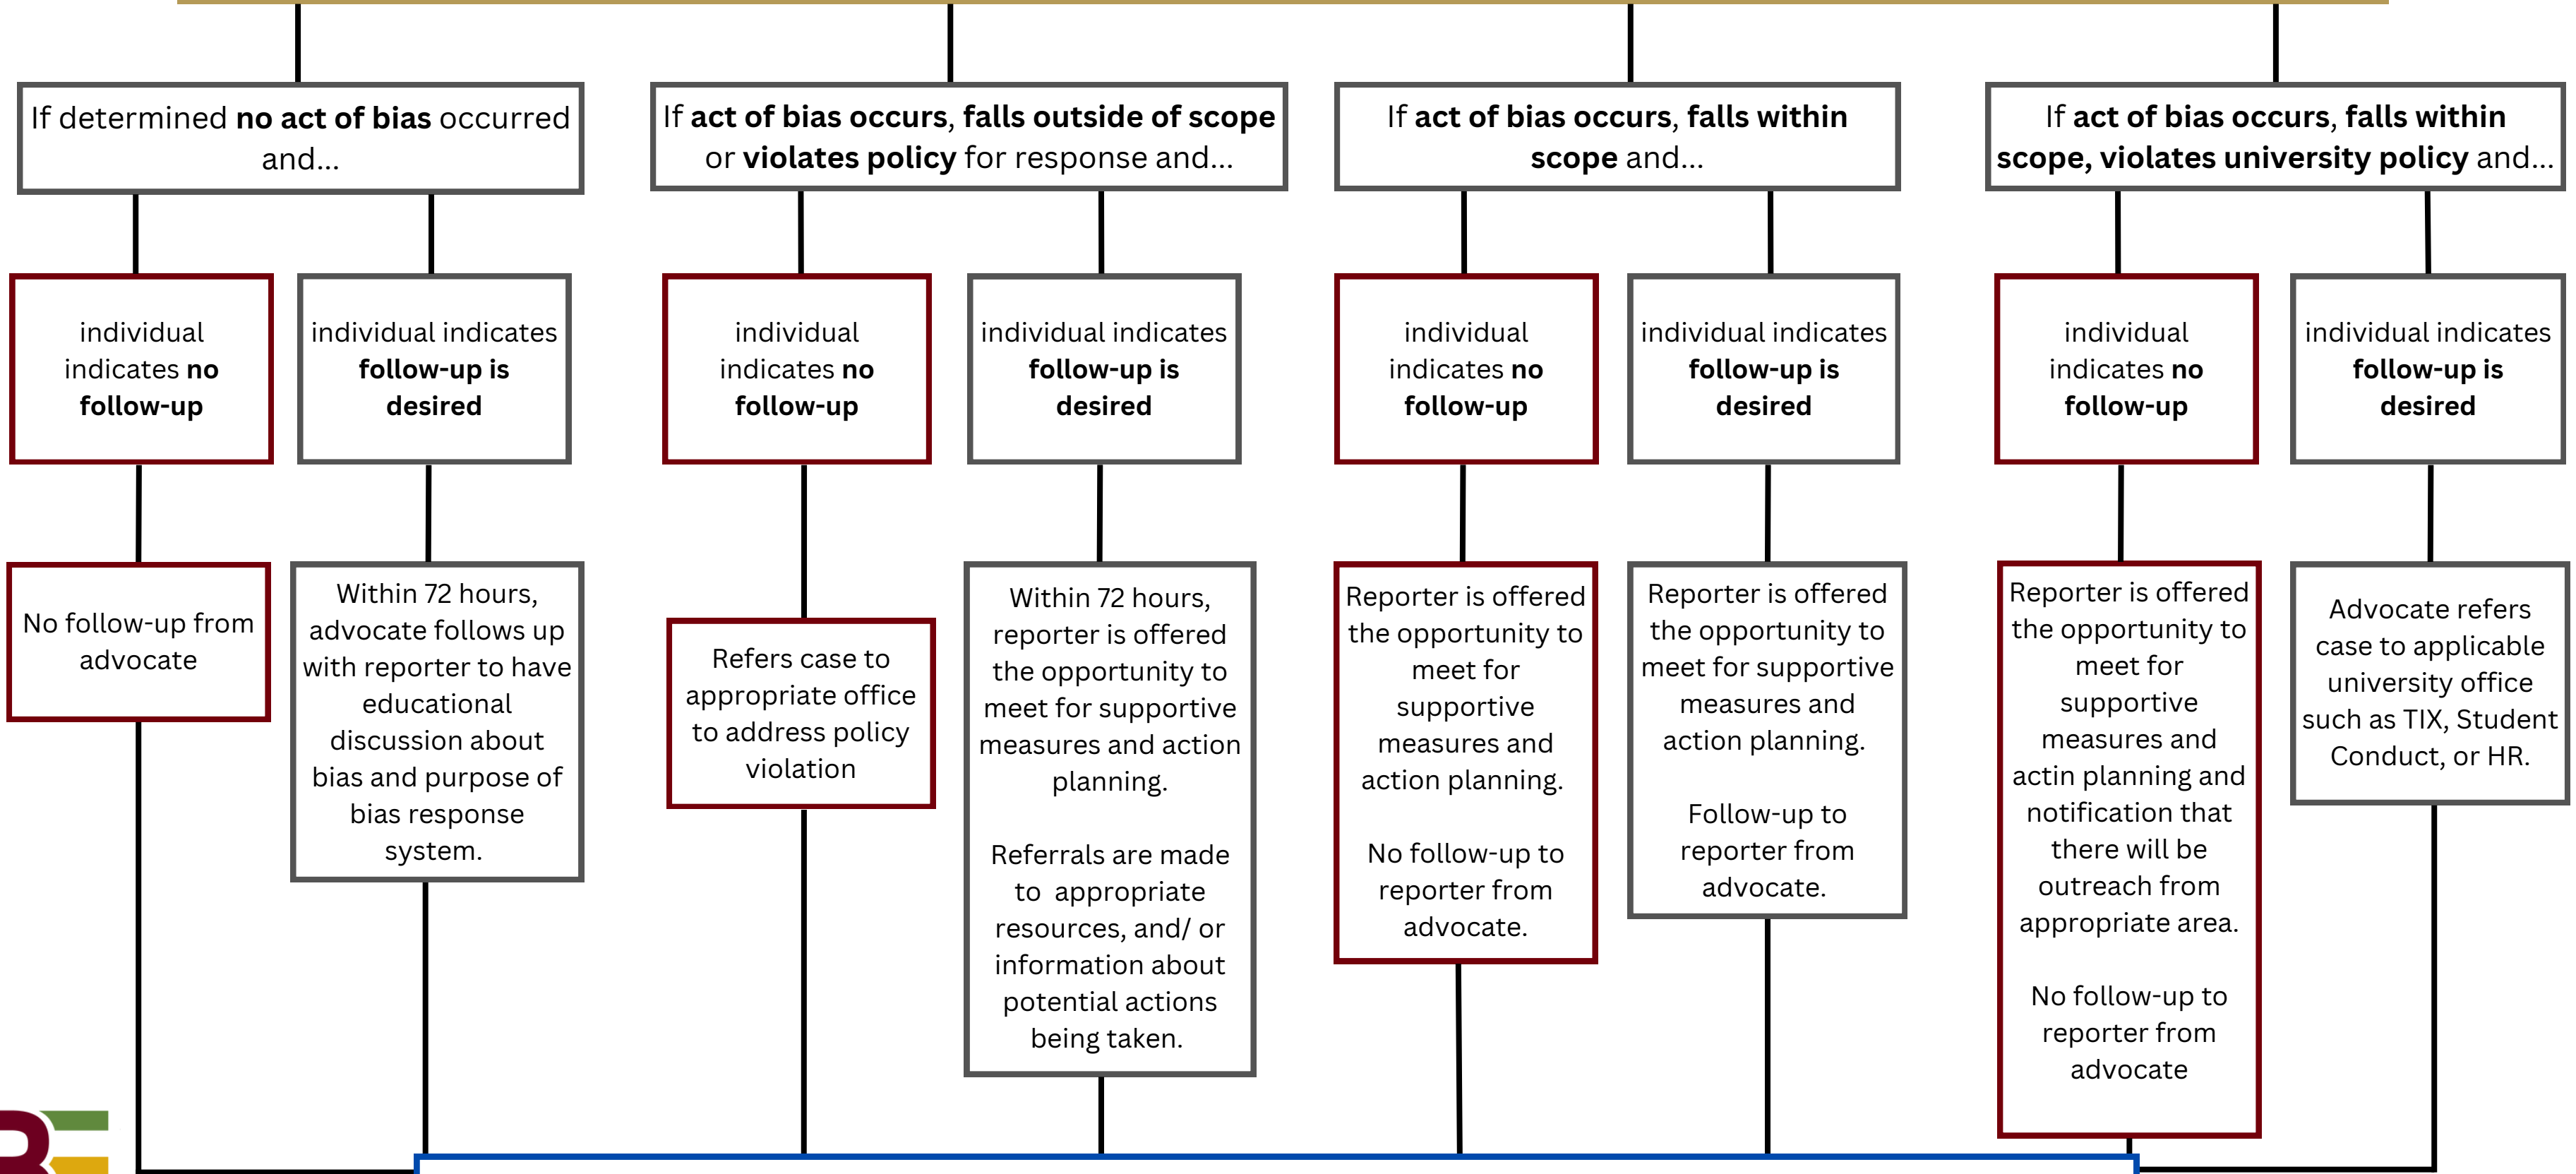 If determined no act of bias occurred
and...
If act of bias occurs, falls outside of scope
or violates policy for response and...
If act of bias occurs, falls within
scope and...
If act of bias occurs, falls within
scope, violates university policy and...
individual
indicates no
follow-up
individual indicates
follow-up is
desired
individual
indicates no
follow-up
individual indicates
follow-up is
desired
individual
indicates no
follow-up
individual indicates
follow-up is
desired
individual
indicates no
follow-up
individual indicates
follow-up is
desired
No follow-up from
advocate
Within 72 hours,
advocate follows up
with reporter to have
educational
discussion about
bias and purpose of
bias response
system.
Refers case to
appropriate office
to address policy
violation
Within 72 hours,
reporter is offered
the opportunity to
meet for supportive
measures and action
planning.
Referrals are made
to appropriate
resources, and/ or
information about
potential actions
being taken.
Reporter is offered
the opportunity to
meet for
supportive
measures and
action planning.
No follow-up to
reporter from
advocate.
Reporter is offered
the opportunity to
meet for supportive
measures and
action planning.
Follow-up to
reporter from
advocate.
Reporter is offered
the opportunity to
meet for
supportive
measures and
actin planning and
notification that
there will be
outreach from
appropriate area.
No follow-up to
reporter from
advocate
Advocate refers
case to applicable
university office
such as TIX, Student
Conduct, or HR.